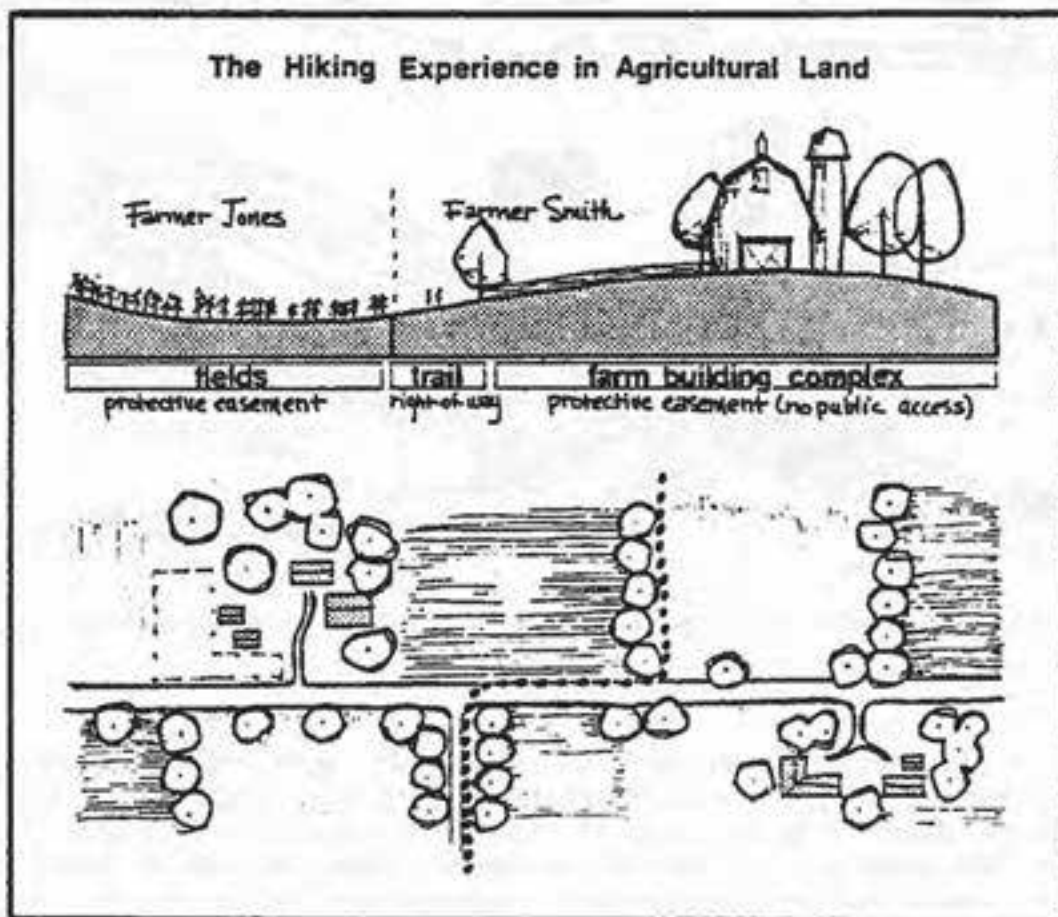 The Hiking Experience in Agricultural Land
Farmer Jones
Farmer Smith
fields
trail
farm building complex
protective easement
right-of-way
protective easement (no public access)